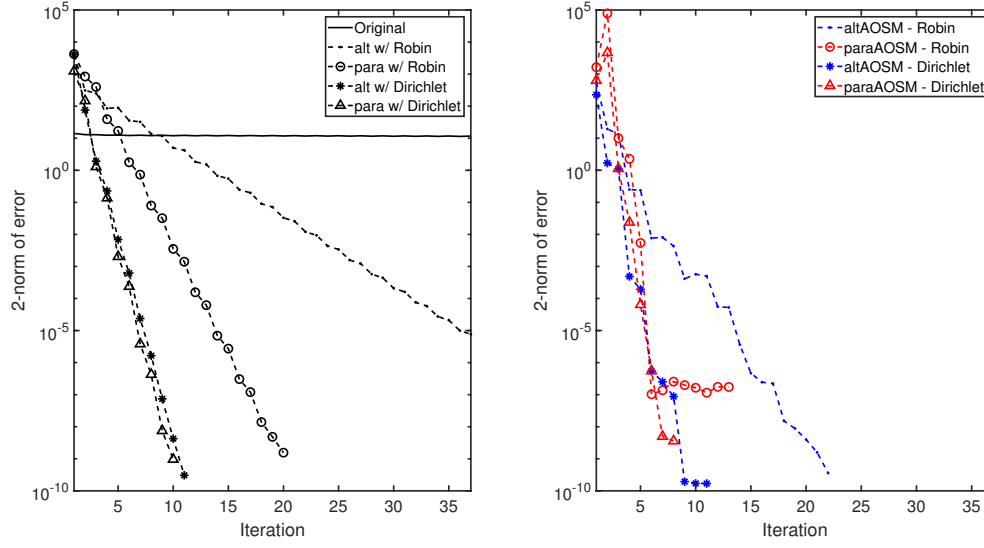 10^5
10^0
10^-5
10^-10
2-norm of error
5 10 15 20 25 30 35
Iteration
Original
alt w/ Robin
para w/ Robin
alt w/ Dirichlet
para w/ Dirichlet
10^5
10^0
10^-5
10^-10
2-norm of error
5 10 15 20 25 30 35
Iteration
altAOSM - Robin
paraAOSM - Robin
altAOSM - Dirichlet
paraAOSM - Dirichlet